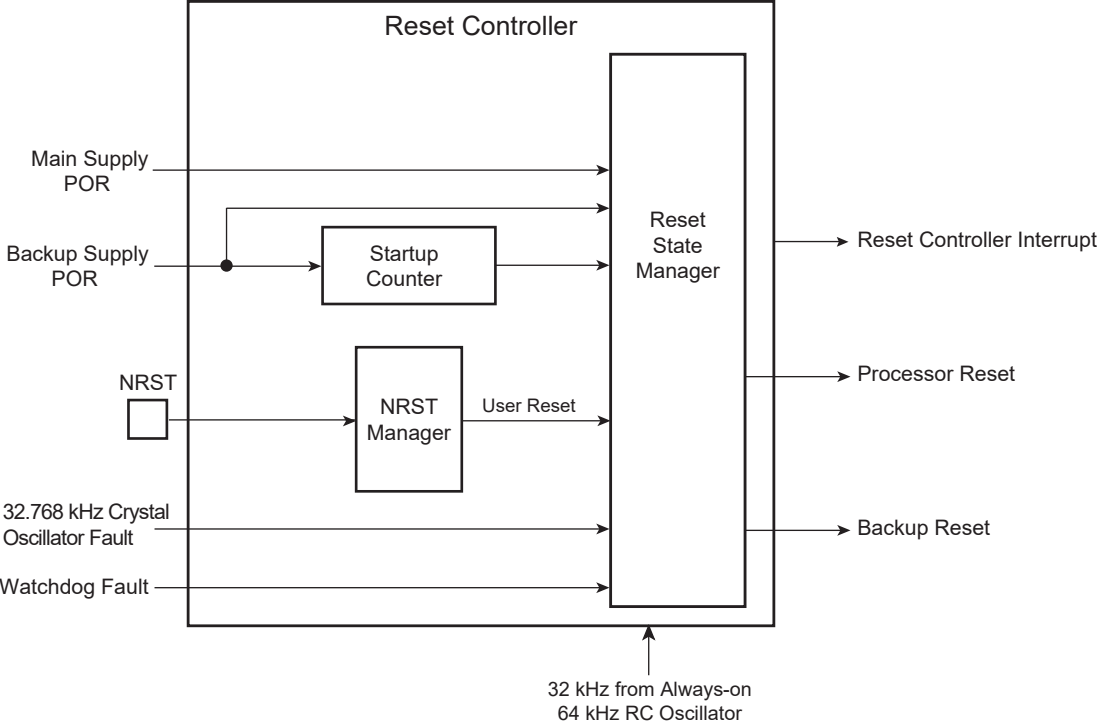 Reset Controller
Main Supply
POR
Backup Supply
POR
Startup
Counter
Reset
State
Manager
Reset Controller Interrupt
NRST
NRST
Manager
User Reset
Processor Reset
32.768 kHz Crystal
Oscillator Fault
Backup Reset
Watchdog Fault
32 kHz from Always-on
64 kHz RC Oscillator